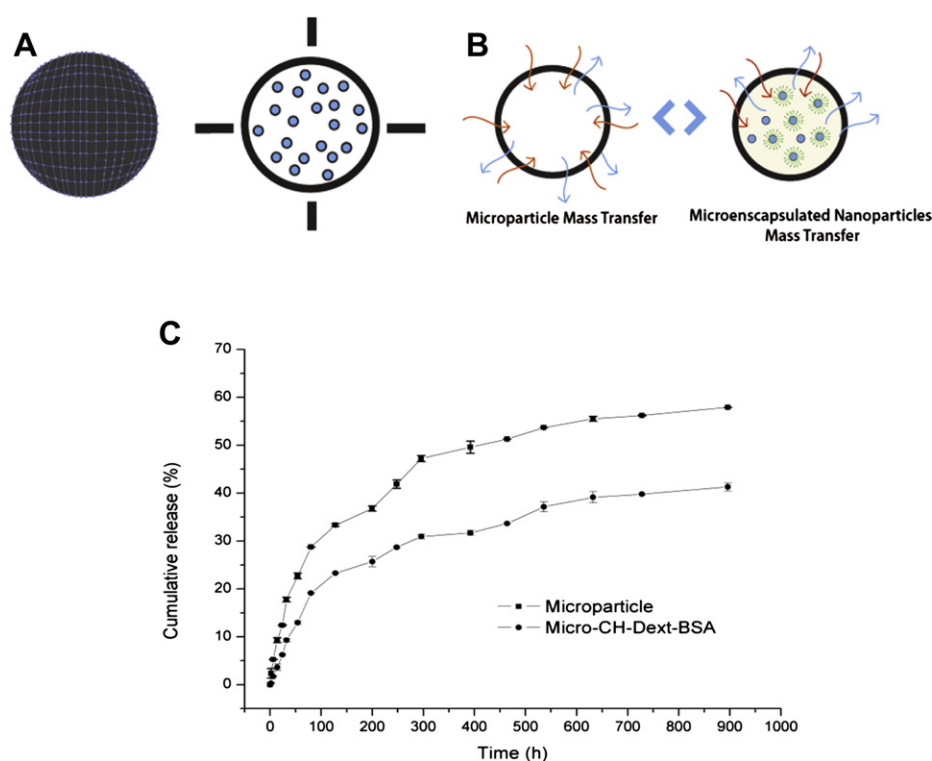 A
B
Microparticle Mass Transfer
Microenscapsulated Nanoparticles
Mass Transfer
C
70
60
50
40
30
20
10
0
Cumulative release (%)
Microparticle
Micro-CH-Dext-BSA
0 100 200 300 400 500 600 700 800 900 1000
Time (h)